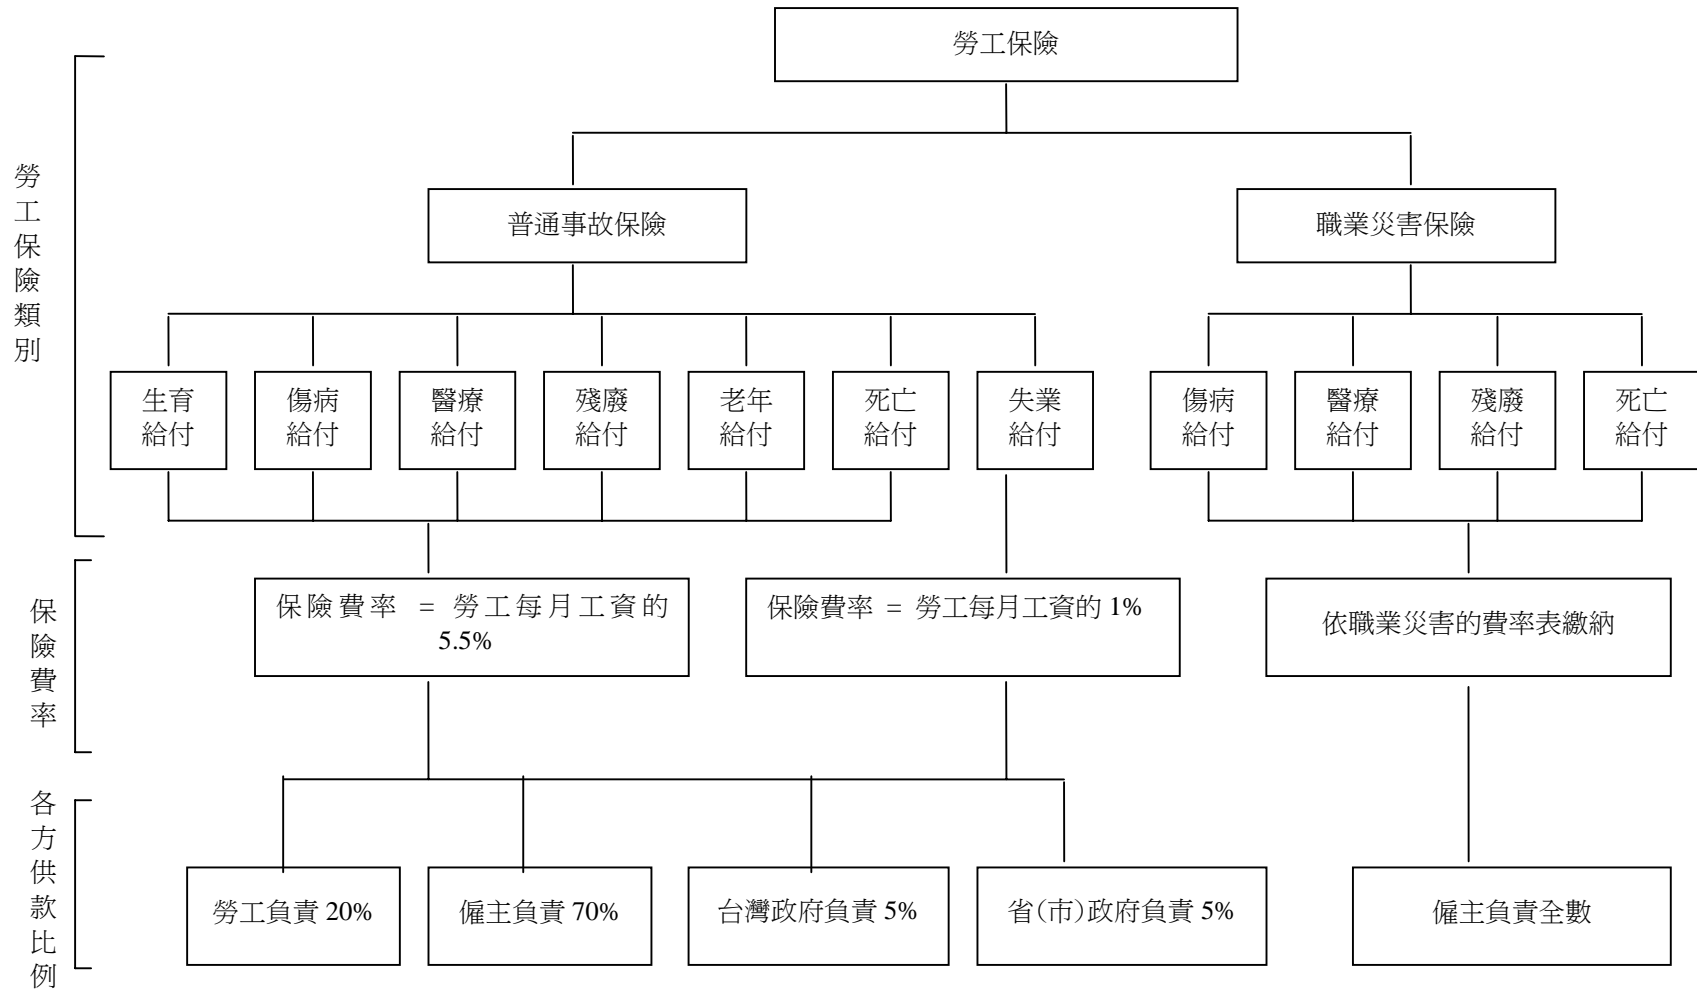 勞工保險
勞工保險類別
普通事故保險
職業災害保險
生育
給付
傷病
給付
醫療
給付
殘廢
給付
老年
給付
死亡
給付
失業
給付
傷病
給付
醫療
給付
殘廢
給付
死亡
給付
保險費率
保險費率 = 勞工每月工資的
5.5%
保險費率 = 勞工每月工資的 1%
依職業災害的費率表繳納
各方供款比例
勞工負責 20%
僱主負責 70%
台灣政府負責 5%
省(市)政府負責 5%
僱主負責全數